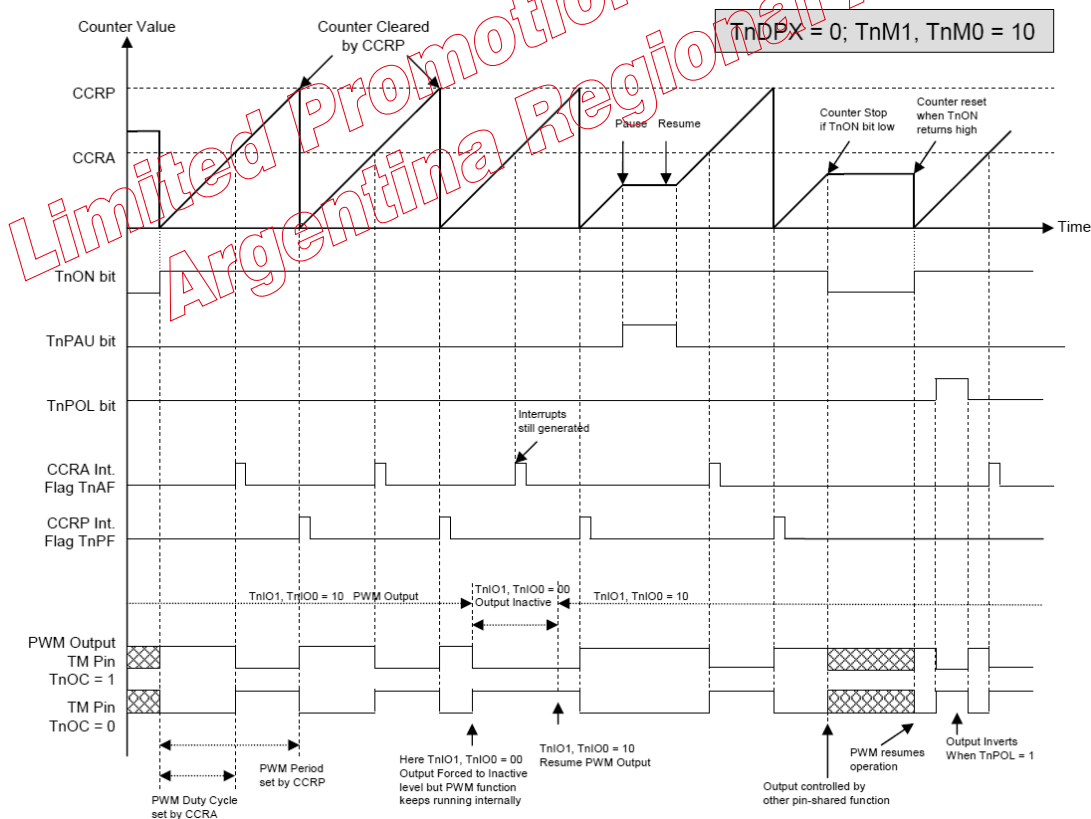 Counter Value
Counter Cleared
by CCRP
TnDPX = 0; TnM1, TnM0 = 10
CCRP
Pause
Resume
Counter Stop
if TnON bit low
Counter reset
when TnON
returns high
CCRA
Time
Limited Promotio
Argentina Regional
TnON bit
TnPAU bit
TnPOL bit
Interrupts
still generated
CCRA Int.
Flag TnAF
CCRP Int.
Flag TnPF
TnIO1, TnIO0 = 10 PWM Output
TnIO1, TnIO0 = 00
Output Inactive
TnIO1, TnIO0 = 10
PWM Output
TM Pin
TnOC = 1
TM Pin
TnOC = 0
PWM Duty Cycle
set by CCRA
PWM Period
set by CCRP
Here TnIO1, TnIO0 = 00
Output Forced to Inactive
level but PWM function
keeps running internally
TnIO1, TnIO0 = 10
Resume PWM Output
Output controlled by
other pin-shared function
PWM resumes
operation
Output Inverts
When TnPOL = 1